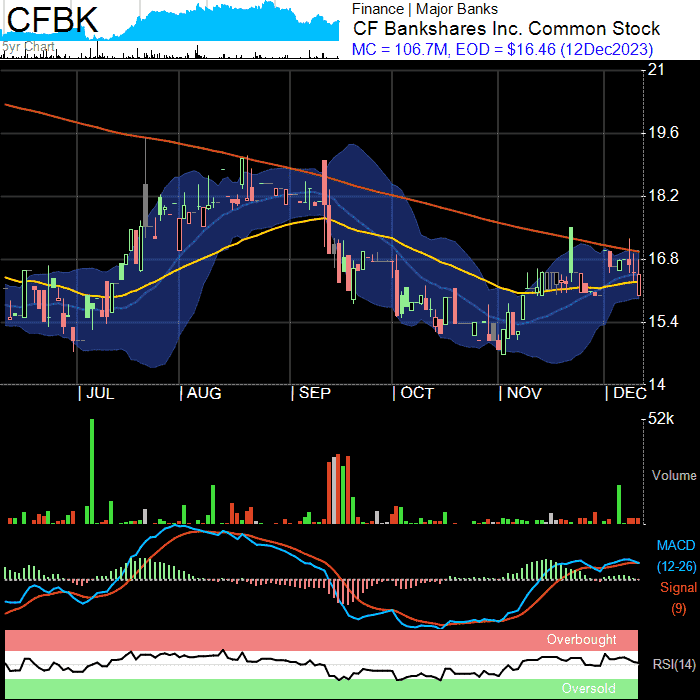 CFBK
5yr Chart
Finance | Major Banks
CF Bankshares Inc. Common Stock
MC = 106.7M, EOD = $16.46 (12Dec2023)
21
19.6
18.2
16.8
15.4
14
| JUL | AUG | SEP | OCT | NOV | DEC
52k
Volume
MACD
(12-26)
Signal
(9)
Overbought
RSI(14)
Oversold